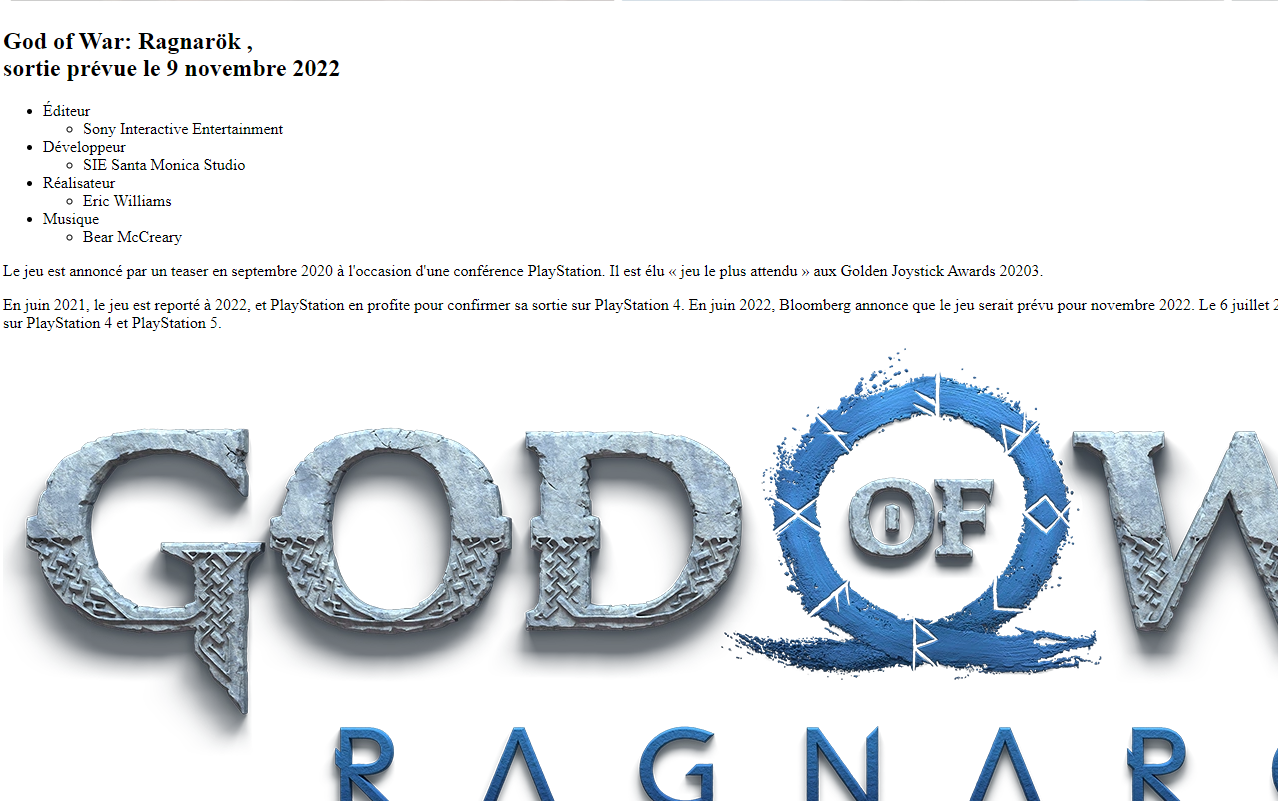 God of War: Ragnarök ,
sortie prévue le 9 novembre 2022
Éditeur
Sony Interactive Entertainment
Développeur
SIE Santa Monica Studio
Réalisateur
Eric Williams
Musique
Bear McCreary
Le jeu est annoncé par un teaser en septembre 2020 à l'occasion d'une conférence PlayStation. Il est élu « jeu le plus attendu » aux Golden Joystick Awards 20203.
En juin 2021, le jeu est reporté à 2022, et PlayStation en profite pour confirmer sa sortie sur PlayStation 4. En juin 2022, Bloomberg annonce que le jeu serait prévu pour novembre 2022. Le 6 juillet
sur PlayStation 4 et PlayStation 5.
GOD OF W
RAGNAR